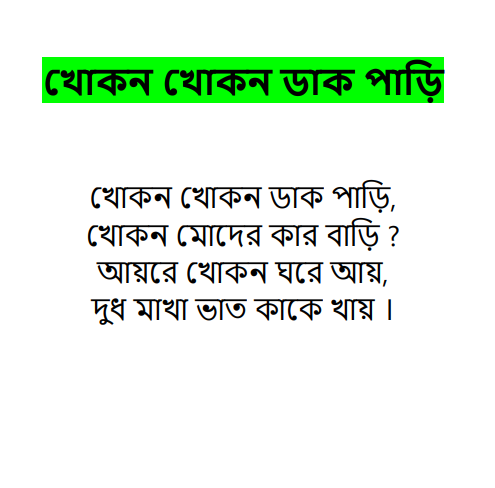 খোকন খোকন ডাক পাড়ি
খোকন খোকন ডাক পাড়ি,
খোকন মোদের কার বাড়ি ?
আয়রে খোকন ঘরে আয়,
দুধ মাখা ভাত কাকে খায় ।